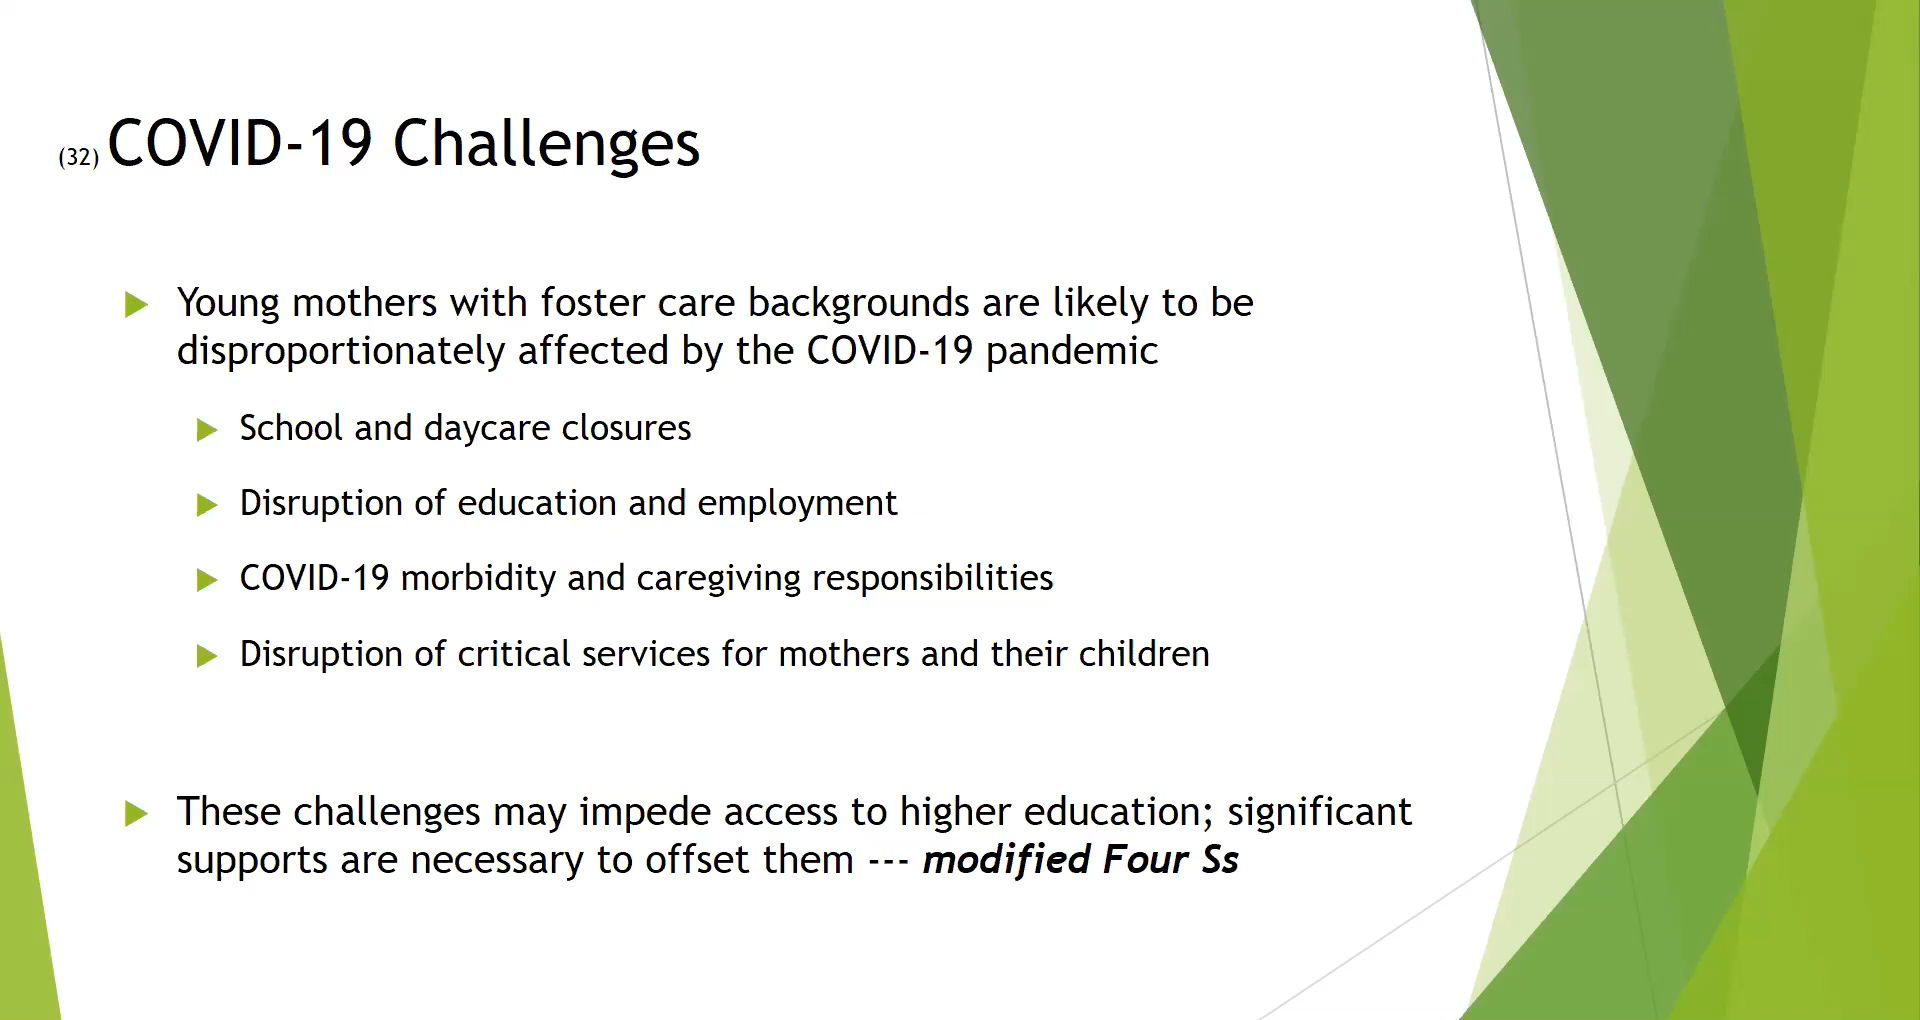 (32) COVID-19 Challenges
Young mothers with foster care backgrounds are likely to be
disproportionately affected by the COVID-19 pandemic
School and daycare closures
Disruption of education and employment
COVID-19 morbidity and caregiving responsibilities
Disruption of critical services for mothers and their children
These challenges may impede access to higher education; significant
supports are necessary to offset them --- modified Four Ss